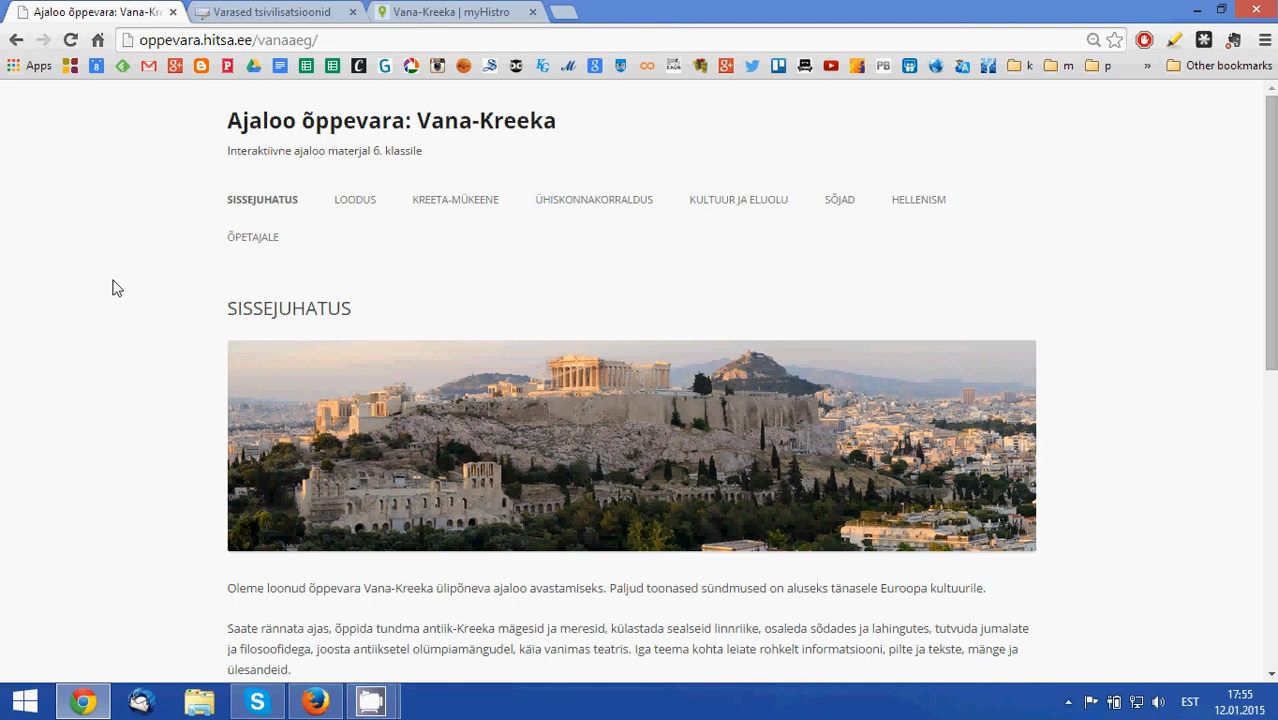 Ajaloo õppevara: Vana-Kr
Varased tsivilisatsioonid
Vana-Kreeka | myHistro
oppevara.hitsa.ee/vanaaeg/
Apps
k
m
p
»
Other bookmarks
Ajaloo õppevara: Vana-Kreeka
Interaktiivne ajaloo materjal 6. klassile
SISSEJUHATUS LOODUS KREETA-MÜKEENE ÜHISKONNAKORRALDUS KULTUUR JA ELUOLU SÕJAD HELLENISM
ÕPETAJALE
SISSEJUHATUS
Oleme loonud õppevara Vana-Kreeka ülipõneva ajaloo avastamiseks. Paljud toonased sündmused on aluseks tänasele Euroopa kultuurile.
Saate rännata ajas, õppida tundma antiik-Kreeka mägesid ja meresid, külastada sealseid linnriike, osaleda sõdades ja lahingutes, tutvuda jumalate
ja filosoofidega, joosta antiiksetel olümpiamängudel, käia vanimas teatris. Iga teema kohta leiate rohkelt informatsiooni, pilte ja tekste, mänge ja
ülesandeid.
EST
17:55
12.01.2015